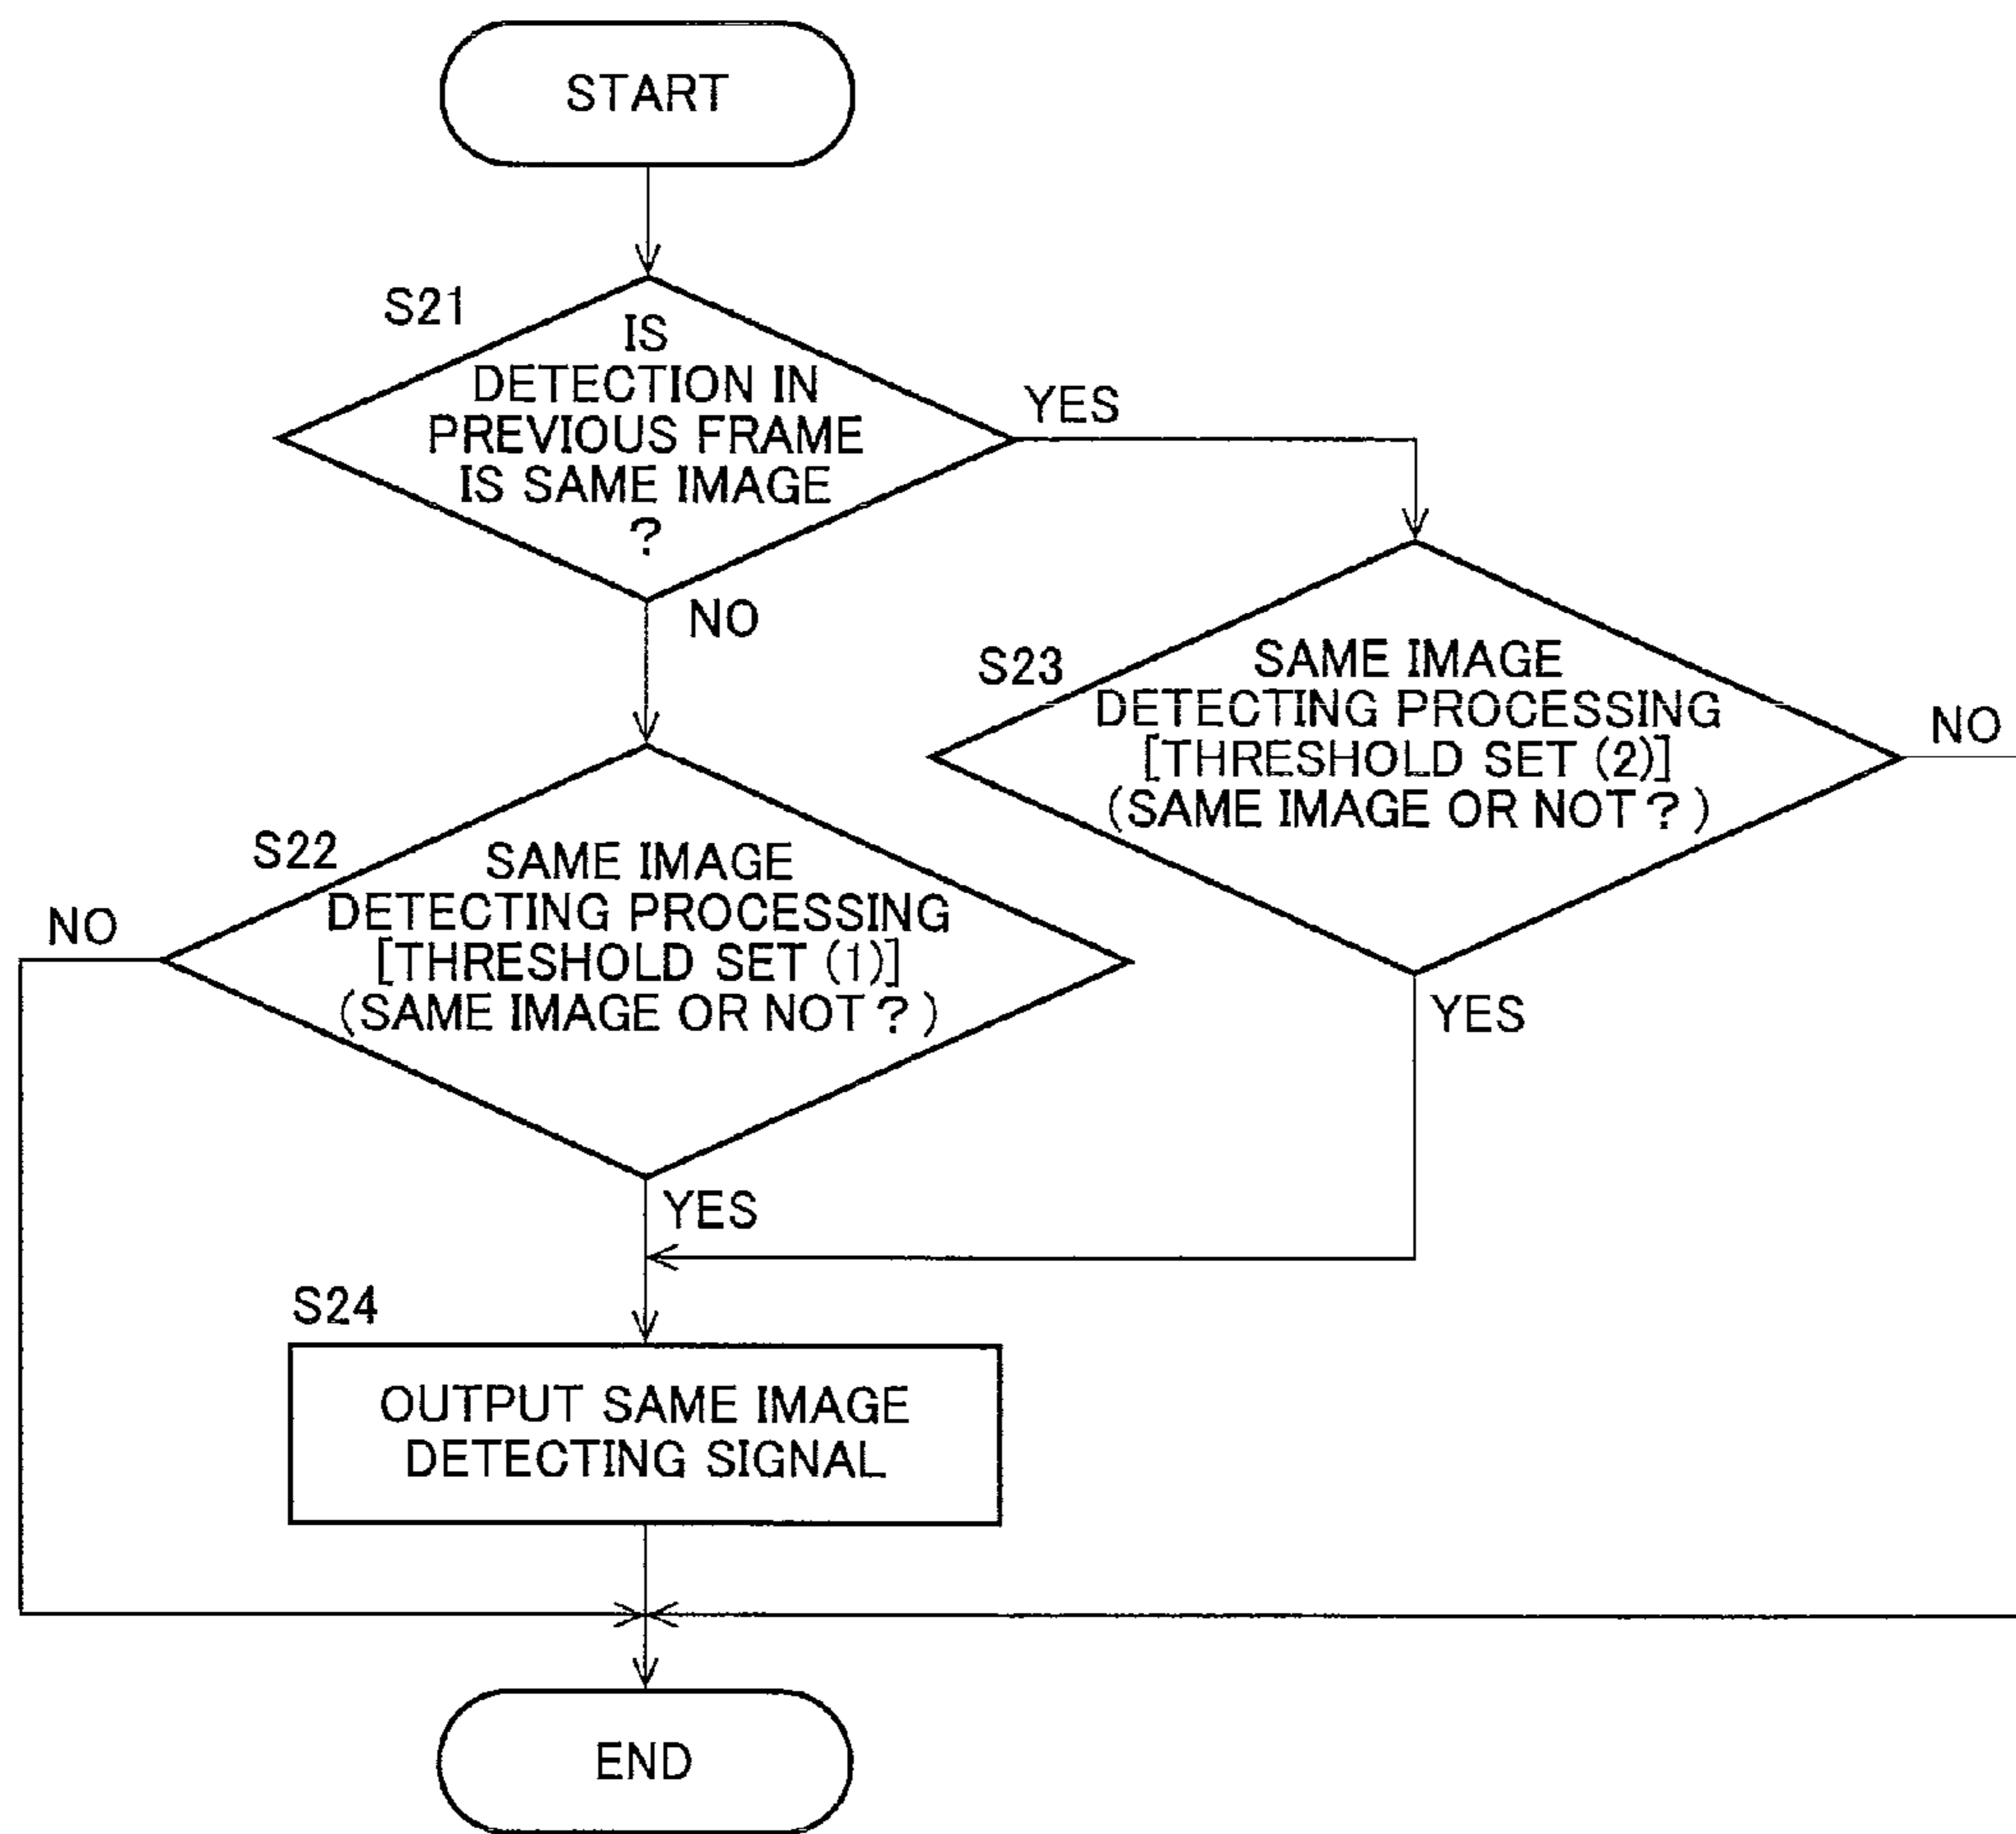 START
S21
IS
DETECTION IN
PREVIOUS FRAME
IS SAME IMAGE
?
YES
NO
S23
SAME IMAGE
DETECTING PROCESSING
[THRESHOLD SET (2)]
(SAME IMAGE OR NOT ? )
NO
YES
S22
SAME IMAGE
DETECTING PROCESSING
[THRESHOLD SET (1)]
(SAME IMAGE OR NOT ? )
NO
YES
S24
OUTPUT SAME IMAGE
DETECTING SIGNAL
END